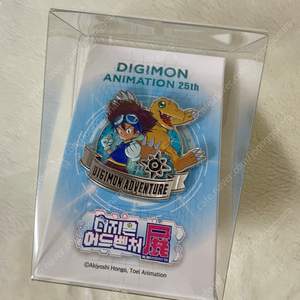 DIGIMON
ANIMATION 25th
DIGIMON ADVENTURE
디지몬
어드벤처 展
©Akiyoshi Hongo, Toei Animation